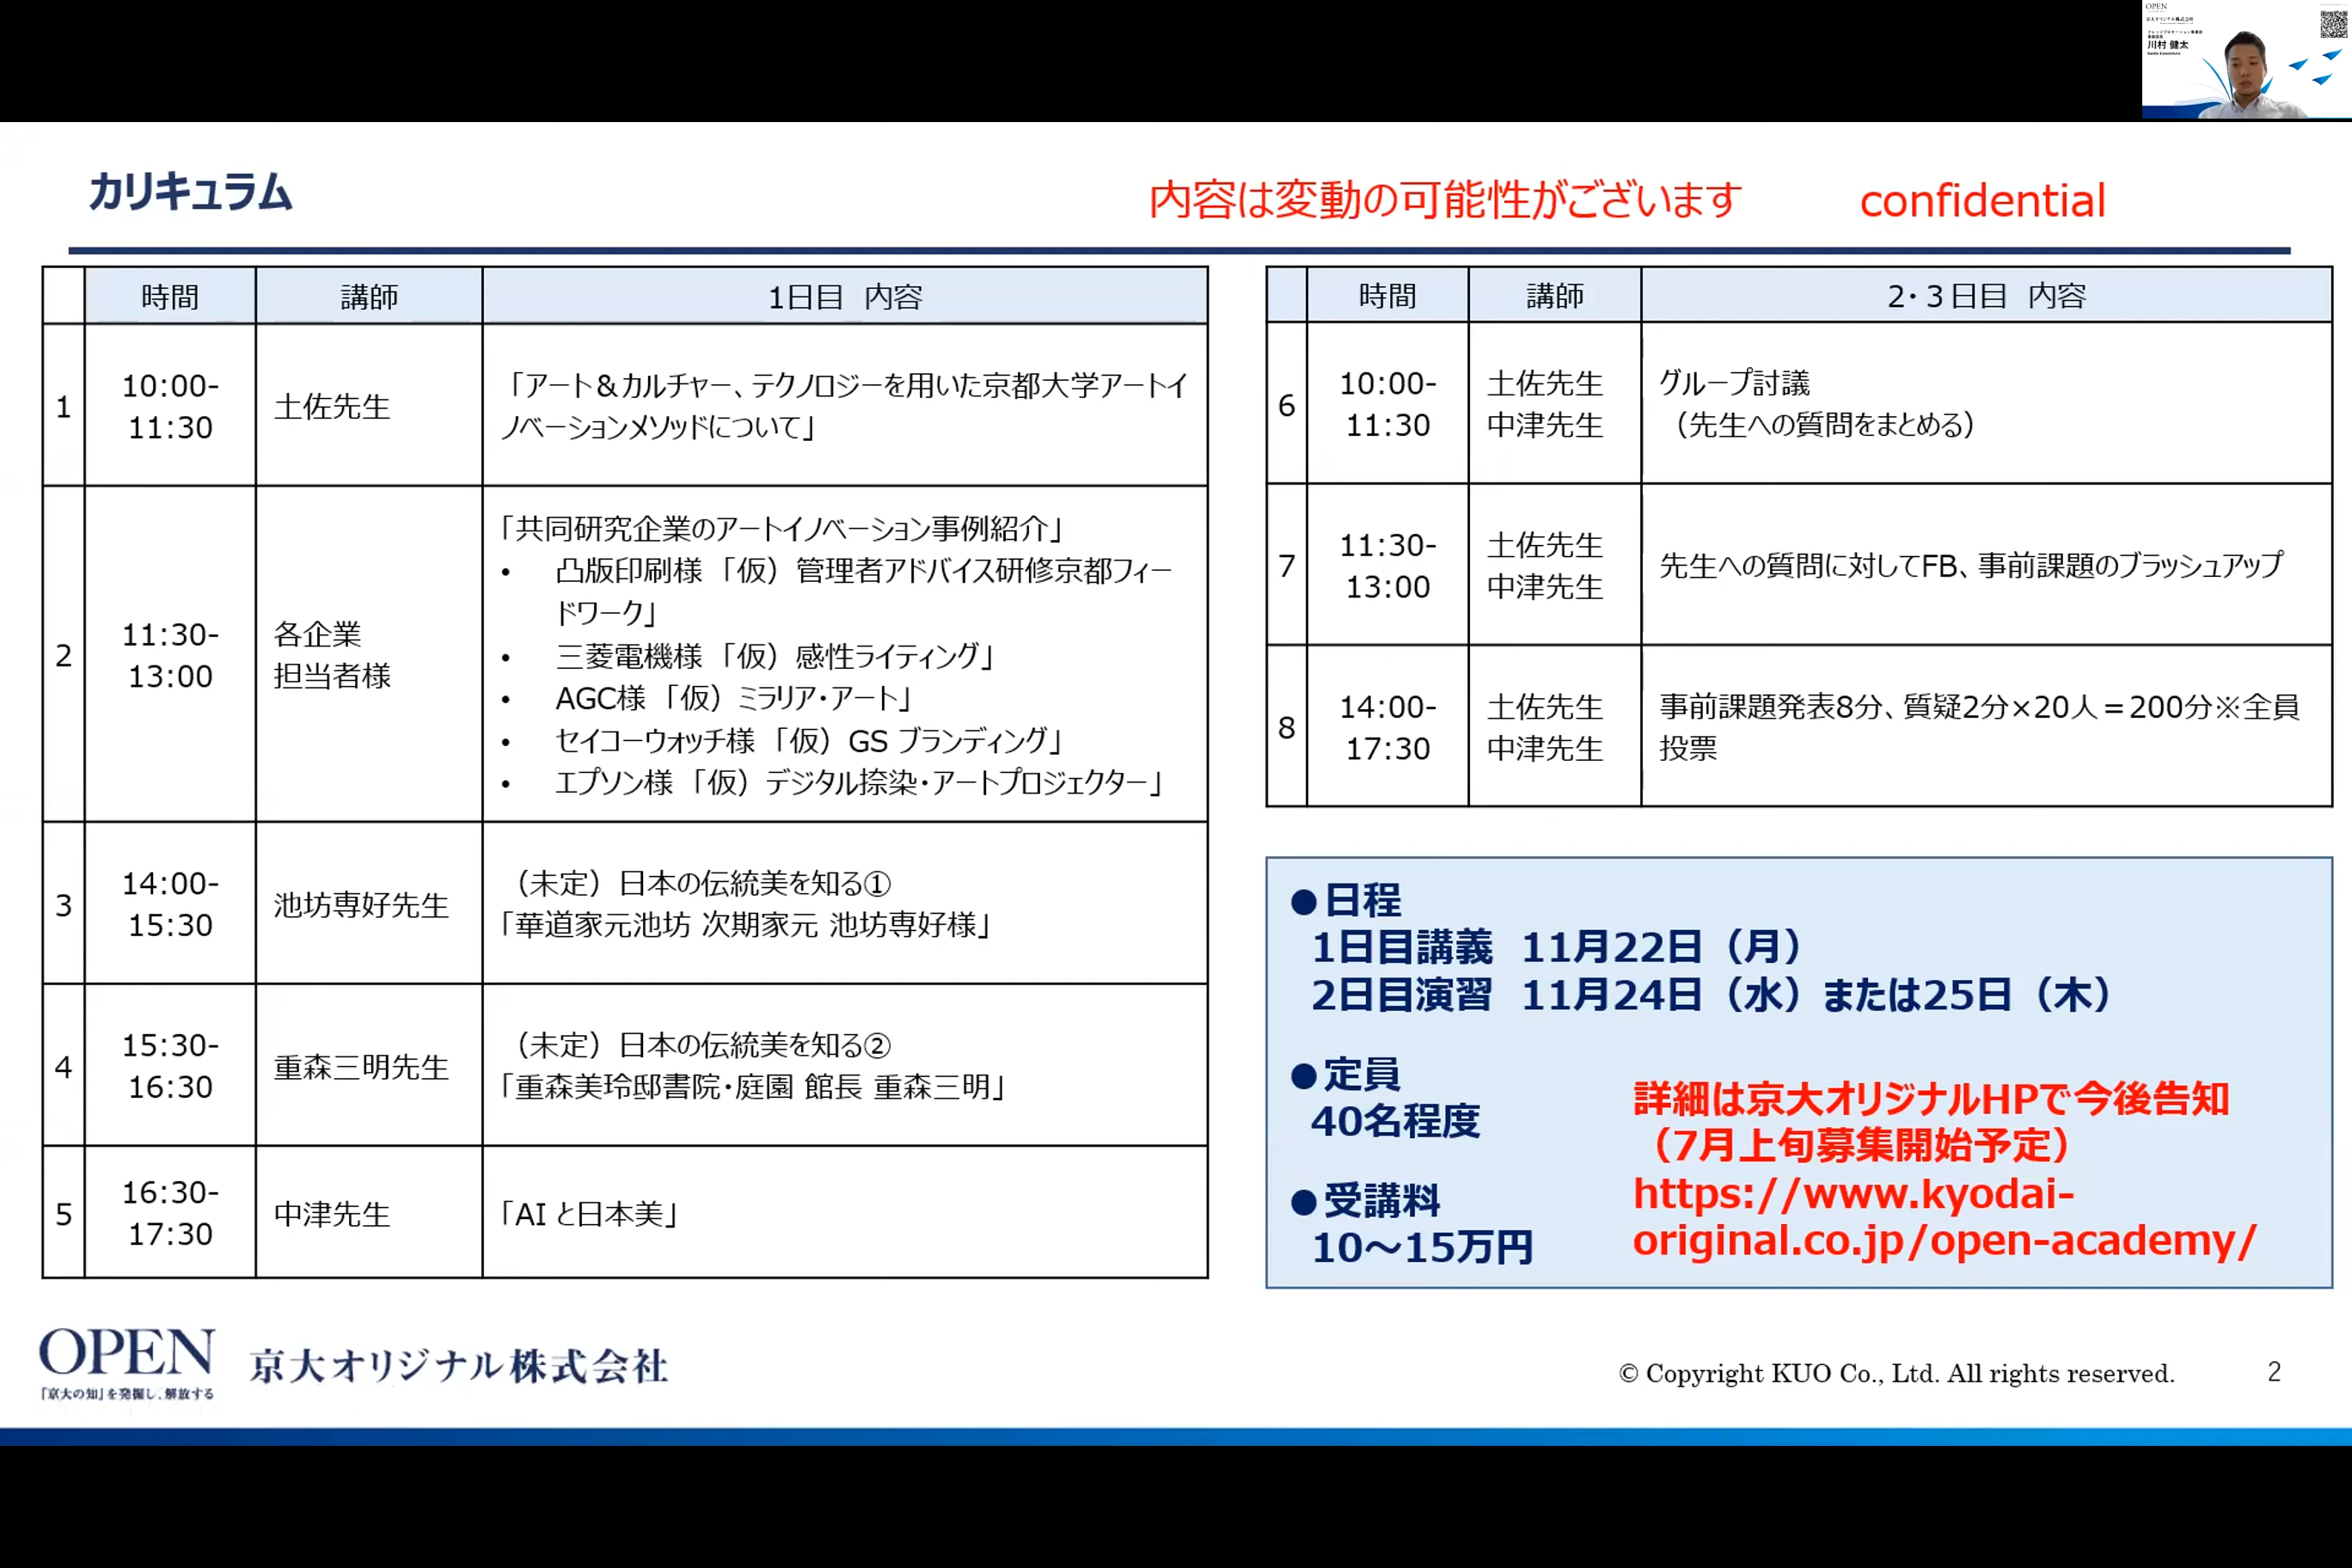 OPEN
京大オリジナル株式会社
川村 健太
カリキュラム
内容は変動の可能性がございます
confidential
時間 講師 1日目 内容
1 10:00-11:30 土佐先生
「アート＆カルチャー、テクノロジーを用いた京都大学アートイ
ノベーションメソッドについて」
2 11:30-13:00 各企業担当者様
「共同研究企業のアートイノベーション事例紹介」
• 凸版印刷様「仮）管理者アドバイス研修京都フィー
ドワーク」
• 三菱電機様「仮）感性ライティング」
• AGC様「仮）ミラリア・アート」
• セイコーウォッチ様「仮）GS ブランディング」
• エプソン様「仮）デジタル捺染・アートプロジェクター」
3 14:00-15:30 池坊専好先生
（未定）日本の伝統美を知る①
「華道家元池坊 次期家元 池坊専好様」
4 15:30-16:30 重森三明先生
（未定）日本の伝統美を知る②
「重森美玲邸書院・庭園 館長 重森三明」
5 16:30-17:30 中津先生
「AI と日本美」
時間 講師 2・３日目 内容
6 10:00-11:30 土佐先生 中津先生
グループ討議
（先生への質問をまとめる）
7 11:30-13:00 土佐先生 中津先生
先生への質問に対してFB、事前課題のブラッシュアップ
8 14:00-17:30 土佐先生 中津先生
事前課題発表8分、質疑2分×20人＝200分※全員
投票
●日程
1日目講義 11月22日（月）
2日目演習 11月24日（水）または25日（木）
●定員
40名程度
●受講料
10～15万円
詳細は京大オリジナルHPで今後告知
（7月上旬募集開始予定）
https://www.kyodai-
original.co.jp/open-academy/
OPEN 京大オリジナル株式会社
「京大の知」を発掘し、解放する
© Copyright KUO Co., Ltd. All rights reserved.
2